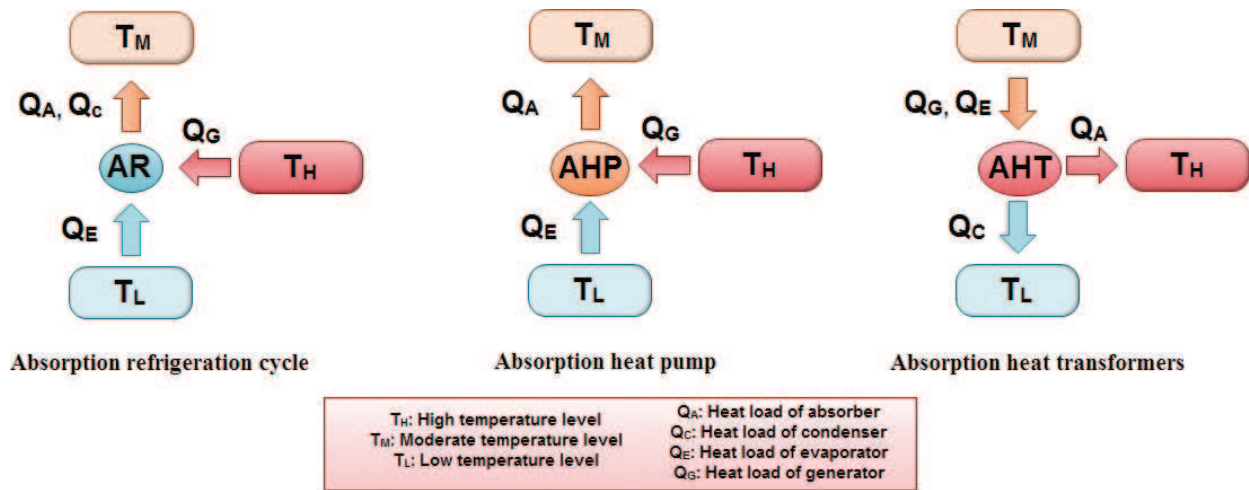 TM
QA, Qc
QG
AR
TH
QE
TL
Absorption refrigeration cycle
TM
QA
QG
AHP
TH
QE
TL
Absorption heat pump
TM
QG, QE
QA
AHT
TH
QC
TL
Absorption heat transformers
TH: High temperature level
TM: Moderate temperature level
TL: Low temperature level
QA: Heat load of absorber
QC: Heat load of condenser
QE: Heat load of evaporator
QG: Heat load of generator